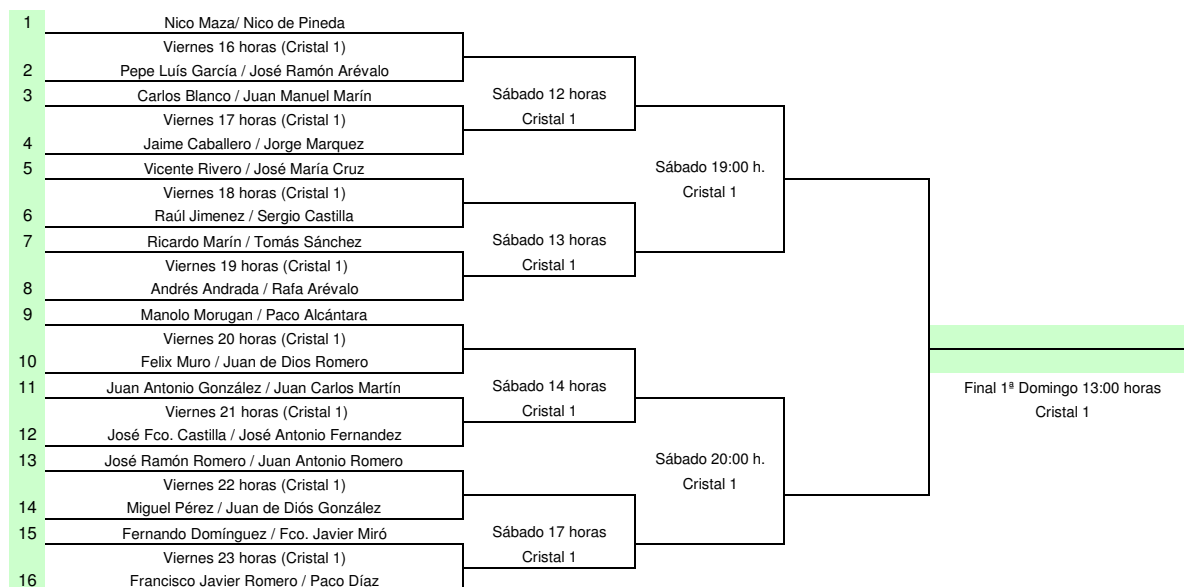 1 Nico Maza/ Nico de Pineda
Viernes 16 horas (Cristal 1)
2 Pepe Luís García / José Ramón Arévalo
3 Carlos Blanco / Juan Manuel Marín
Sábado 12 horas
Cristal 1
Viernes 17 horas (Cristal 1)
4 Jaime Caballero / Jorge Marquez
5 Vicente Rivero / José María Cruz
Sábado 19:00 h.
Cristal 1
Viernes 18 horas (Cristal 1)
6 Raúl Jimenez / Sergio Castilla
7 Ricardo Marín / Tomás Sánchez
Sábado 13 horas
Cristal 1
Viernes 19 horas (Cristal 1)
8 Andrés Andrada / Rafa Arévalo
9 Manolo Morugan / Paco Alcántara
Viernes 20 horas (Cristal 1)
10 Felix Muro / Juan de Dios Romero
11 Juan Antonio González / Juan Carlos Martín
Sábado 14 horas
Cristal 1
Final 1ª Domingo 13:00 horas
Cristal 1
Viernes 21 horas (Cristal 1)
12 José Fco. Castilla / José Antonio Fernandez
13 José Ramón Romero / Juan Antonio Romero
Sábado 20:00 h.
Cristal 1
Viernes 22 horas (Cristal 1)
14 Miguel Pérez / Juan de Diós González
15 Fernando Domínguez / Fco. Javier Miró
Sábado 17 horas
Cristal 1
Viernes 23 horas (Cristal 1)
16 Francisco Javier Romero / Paco Díaz